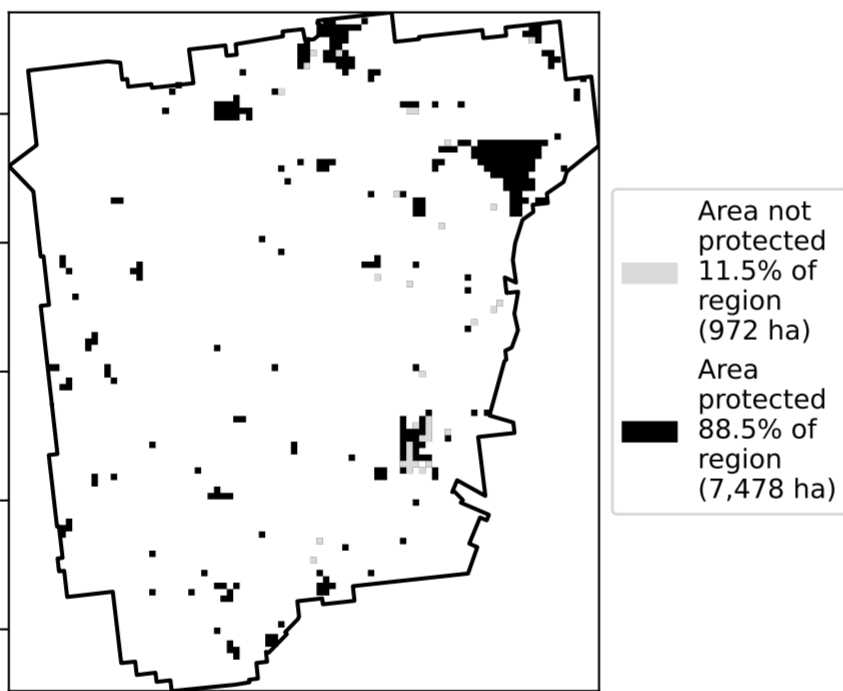 Area not
protected
11.5% of
region
(972 ha)
Area
protected
88.5% of
region
(7,478 ha)